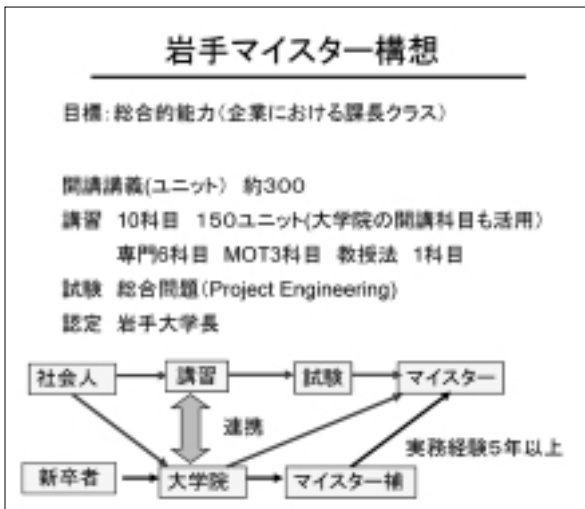 岩手マイスター構想
目標:総合的能力(企業における課長クラス)
開講講義(ユニット) 約300
講習 10科目 150ユニット(大学院の開講科目も活用)
専門6科目 MOT3科目 教授法 1科目
試験 総合問題(Project Engineering)
認定 岩手大学長
社会人 講習 試験 マイスター
連携
実務経験5年以上
新卒者 大学院 マイスター補